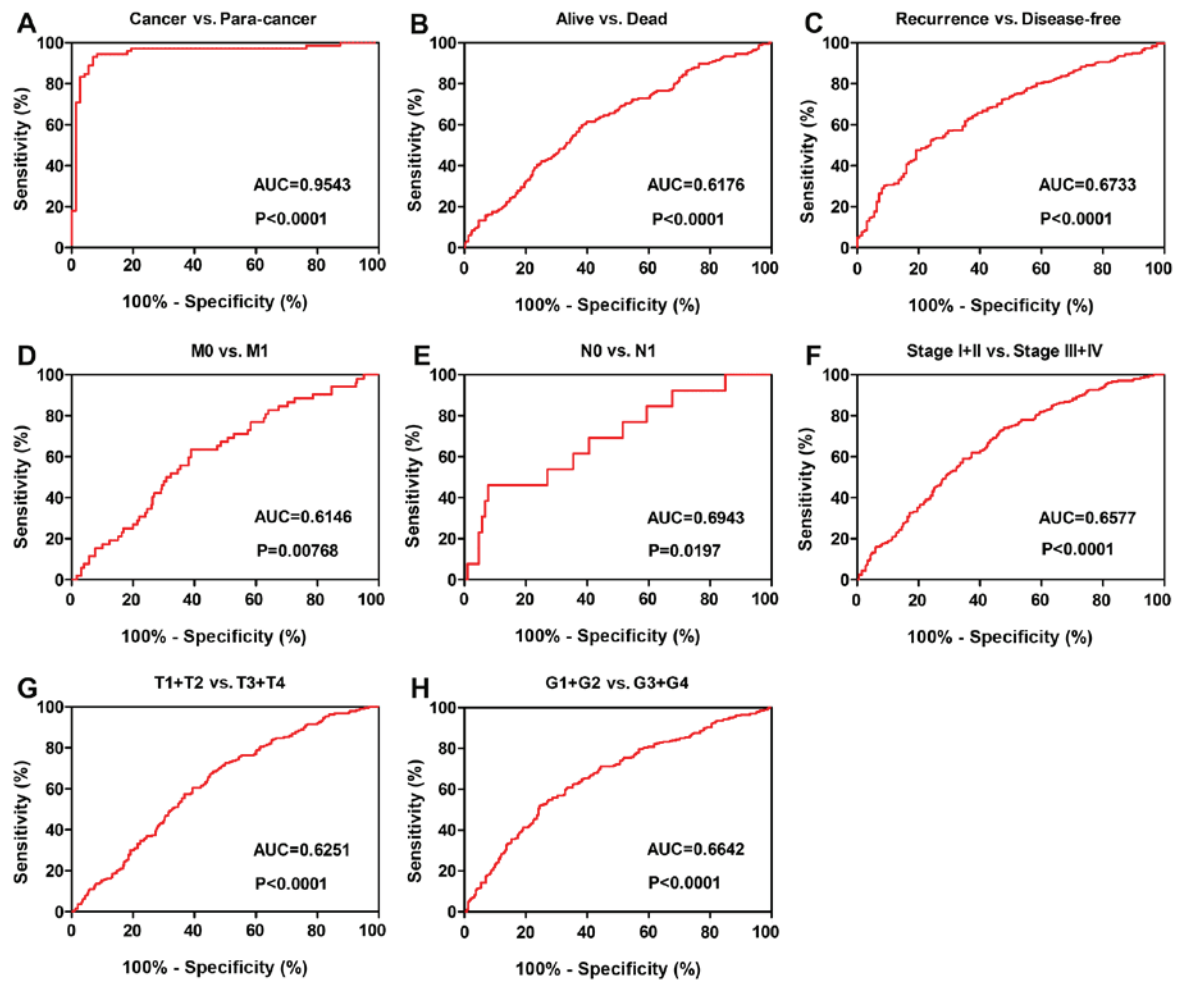 A
Cancer vs. Para-cancer
Sensitivity (%)
100
80
60
40
20
0
AUC=0.9543
P<0.0001
0 20 40 60 80 100
100% - Specificity (%)
B
Alive vs. Dead
Sensitivity (%)
100
80
60
40
20
0
AUC=0.6176
P<0.0001
0 20 40 60 80 100
100% - Specificity (%)
C
Recurrence vs. Disease-free
Sensitivity (%)
100
80
60
40
20
0
AUC=0.6733
P<0.0001
0 20 40 60 80 100
100% - Specificity (%)
D
M0 vs. M1
Sensitivity (%)
100
80
60
40
20
0
AUC=0.6146
P=0.00768
0 20 40 60 80 100
100% - Specificity (%)
E
N0 vs. N1
Sensitivity (%)
100
80
60
40
20
0
AUC=0.6943
P=0.0197
0 20 40 60 80 100
100% - Specificity (%)
F
Stage I+II vs. Stage III+IV
Sensitivity (%)
100
80
60
40
20
0
AUC=0.6577
P<0.0001
0 20 40 60 80 100
100% - Specificity (%)
G
T1+T2 vs. T3+T4
Sensitivity (%)
100
80
60
40
20
0
AUC=0.6251
P<0.0001
0 20 40 60 80 100
100% - Specificity (%)
H
G1+G2 vs. G3+G4
Sensitivity (%)
100
80
60
40
20
0
AUC=0.6642
P<0.0001
0 20 40 60 80 100
100% - Specificity (%)